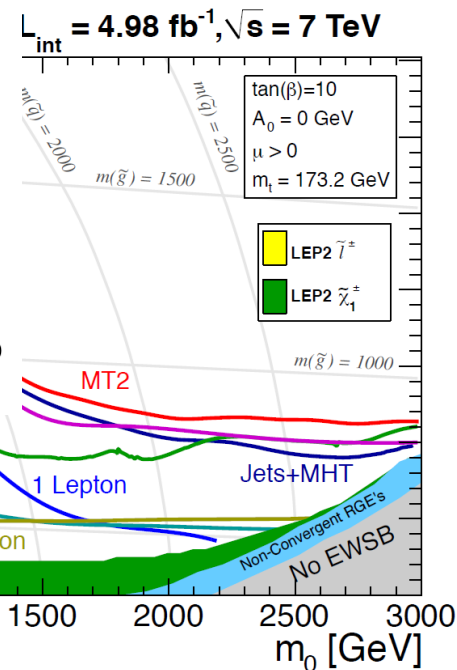 L_int = 4.98 fb⁻¹, √s = 7 TeV
tan(β)=10
A₀ = 0 GeV
μ > 0
m_t = 173.2 GeV
m(q̃) = 2000
m(q̃) = 2500
m(g̃) = 1500
LEP2 l̃ ±
LEP2 χ̃₁ ±
m(g̃) = 1000
MT2
Jets+MHT
1 Lepton
on
Non-Convergent RGE's
No EWSB
1500 2000 2500 3000
m₀ [GeV]